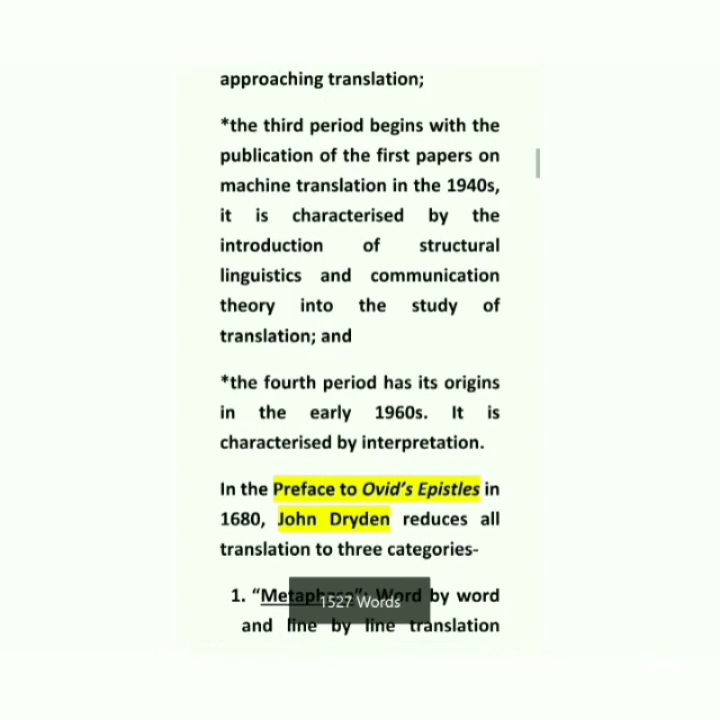 approaching translation;
*the third period begins with the
publication of the first papers on
machine translation in the 1940s,
it is characterised by the
introduction of structural
linguistics and communication
theory into the study of
translation; and
*the fourth period has its origins
in the early 1960s. It is
characterised by interpretation.
In the Preface to Ovid's Epistles in
1680, John Dryden reduces all
translation to three categories-
1. “Metaphrase”: Word by word
1527 Words
and line by line translation